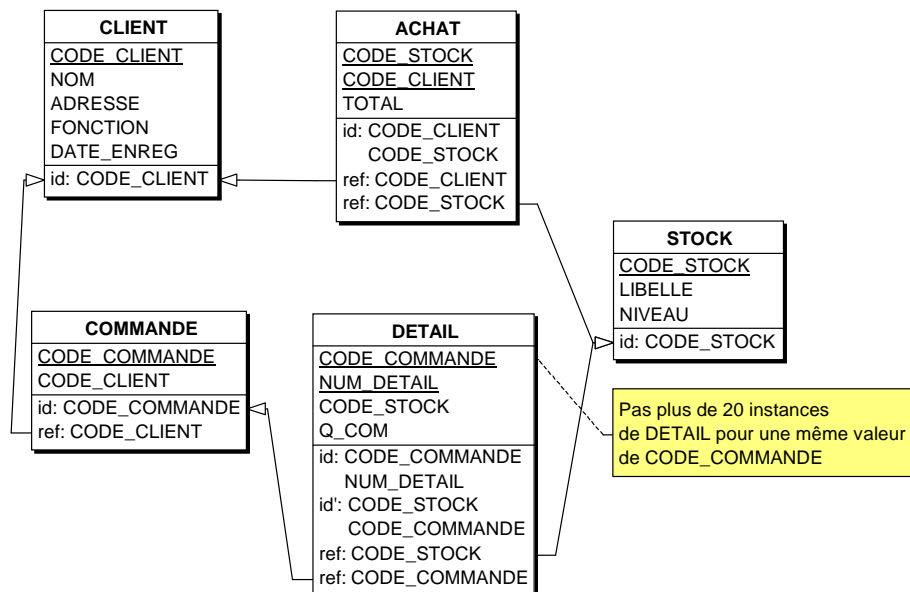 CLIENT
CODE_CLIENT
NOM
ADRESSE
FONCTION
DATE_ENREG
id: CODE_CLIENT
ACHAT
CODE_STOCK
CODE_CLIENT
TOTAL
id: CODE_CLIENT
CODE_STOCK
ref: CODE_CLIENT
ref: CODE_STOCK
STOCK
CODE_STOCK
LIBELLE
NIVEAU
id: CODE_STOCK
COMMANDE
CODE_COMMANDE
CODE_CLIENT
id: CODE_COMMANDE
ref: CODE_CLIENT
DETAIL
CODE_COMMANDE
NUM_DETAIL
CODE_STOCK
Q_COM
id: CODE_COMMANDE
NUM_DETAIL
id': CODE_STOCK
CODE_COMMANDE
ref: CODE_STOCK
ref: CODE_COMMANDE
Pas plus de 20 instances
de DETAIL pour une même valeur
de CODE_COMMANDE